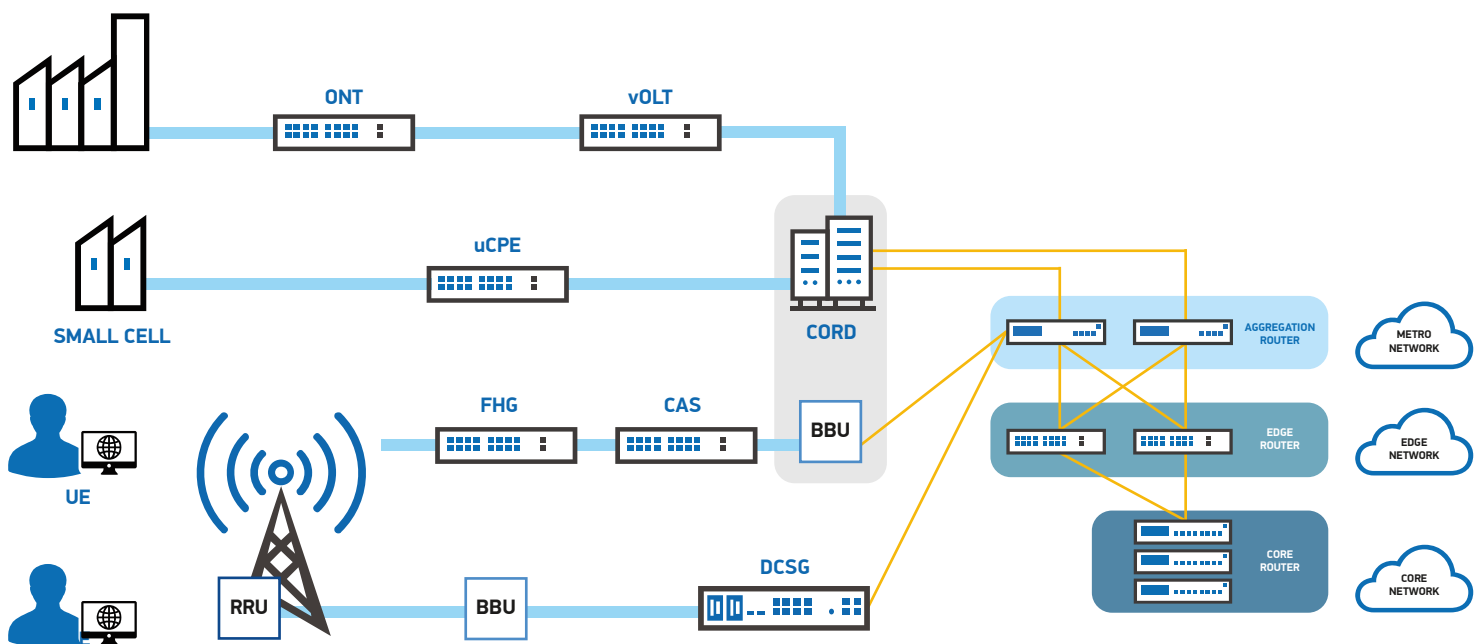 ONT
vOLT
uCPE
SMALL CELL
CORD
AGGREGATION
ROUTER
METRO
NETWORK
FHG
CAS
BBU
EDGE
ROUTER
EDGE
NETWORK
UE
CORE
ROUTER
CORE
NETWORK
DCSG
RRU
BBU